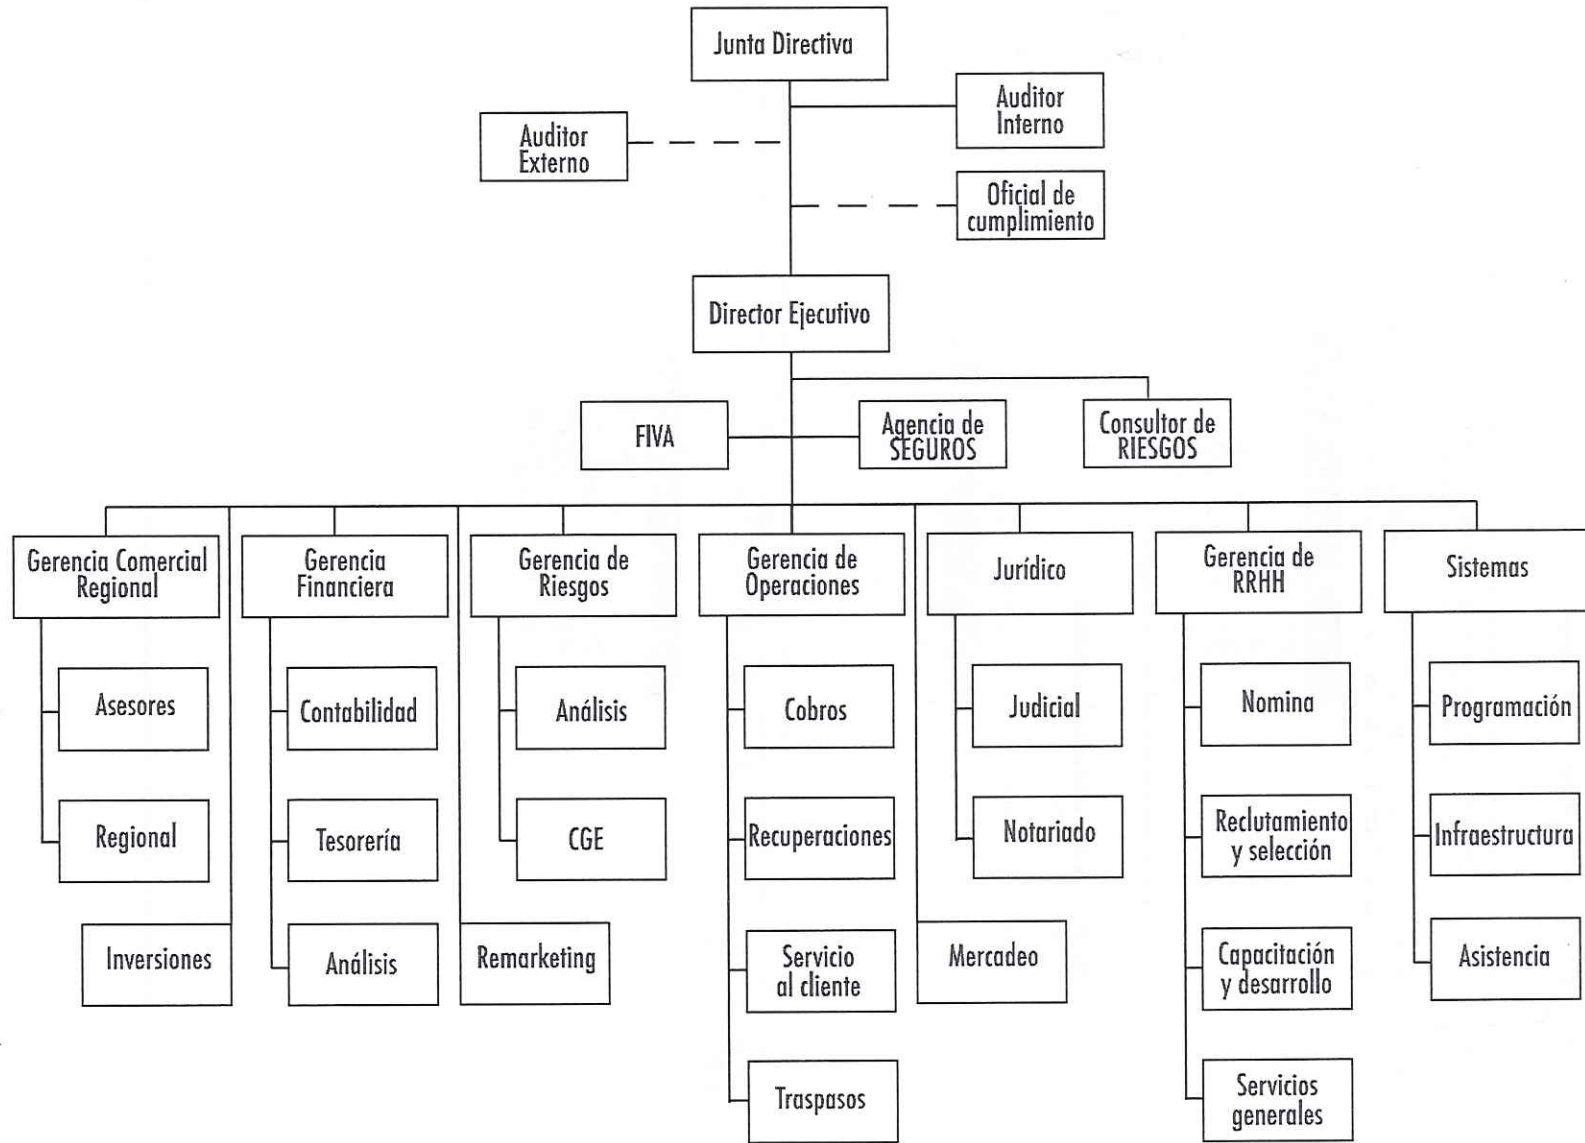 Junta Directiva
Auditor
Interno
Auditor
Externo
Oficial de
cumplimiento
Director Ejecutivo
FIVA
Agencia de
SEGUROS
Consultor de
RIESGOS
Gerencia Comercial
Regional
Gerencia
Financiera
Gerencia de
Riesgos
Gerencia de
Operaciones
Jurídico
Gerencia de
RRHH
Sistemas
Asesores
Contabilidad
Análisis
Cobros
Judicial
Nomina
Programación
Regional
Tesorería
CGE
Recuperaciones
Notariado
Reclutamiento
y selección
Infraestructura
Inversiones
Análisis
Remarketing
Servicio
al cliente
Mercadeo
Capacitación
y desarrollo
Asistencia
Traspasos
Servicios
generales